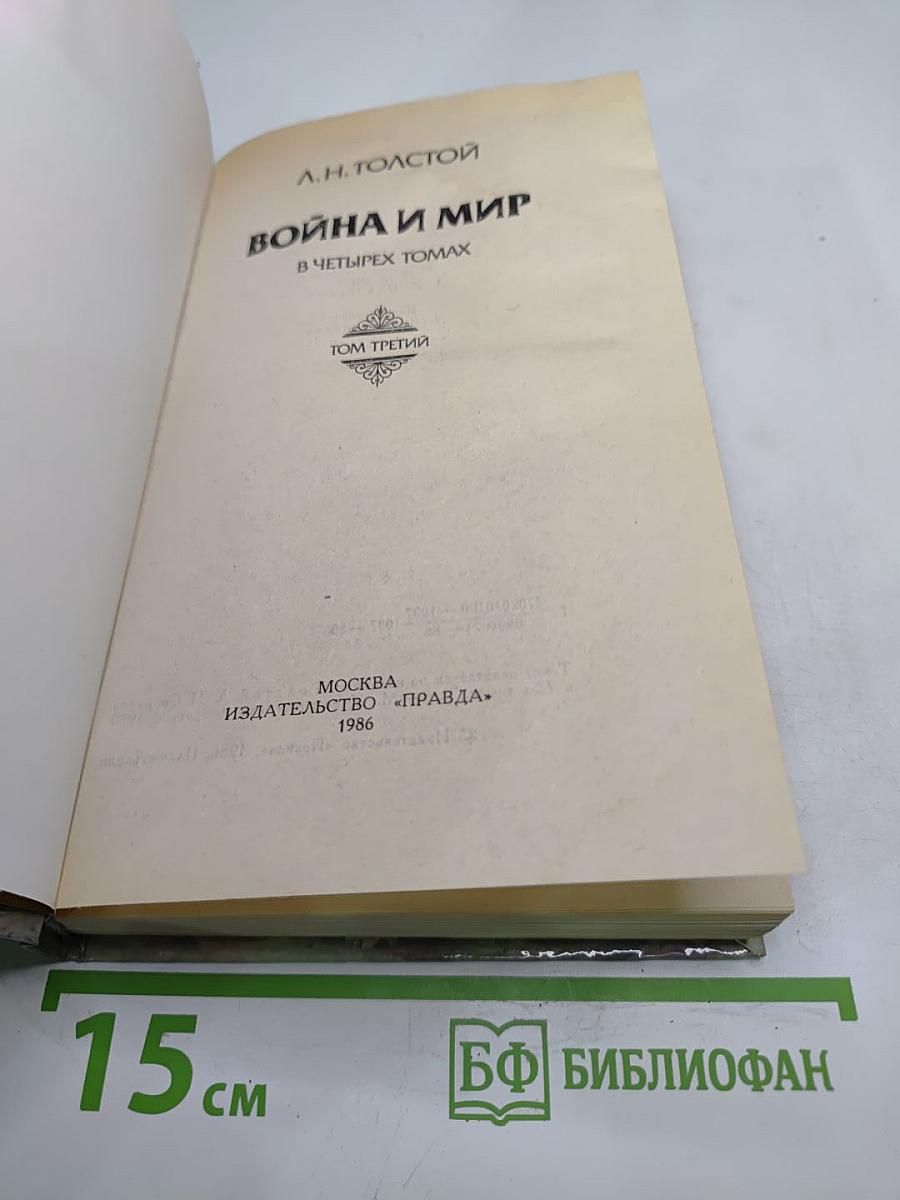 Л.Н.ТОЛСТОЙ
ВОЙНА И МИР
В ЧЕТЫРЕХ ТОМАХ
ТОМ ТРЕТИЙ
МОСКВА
ИЗДАТЕЛЬСТВО «ПРАВДА»
1986
15 см
БФ БИБЛИОФАН